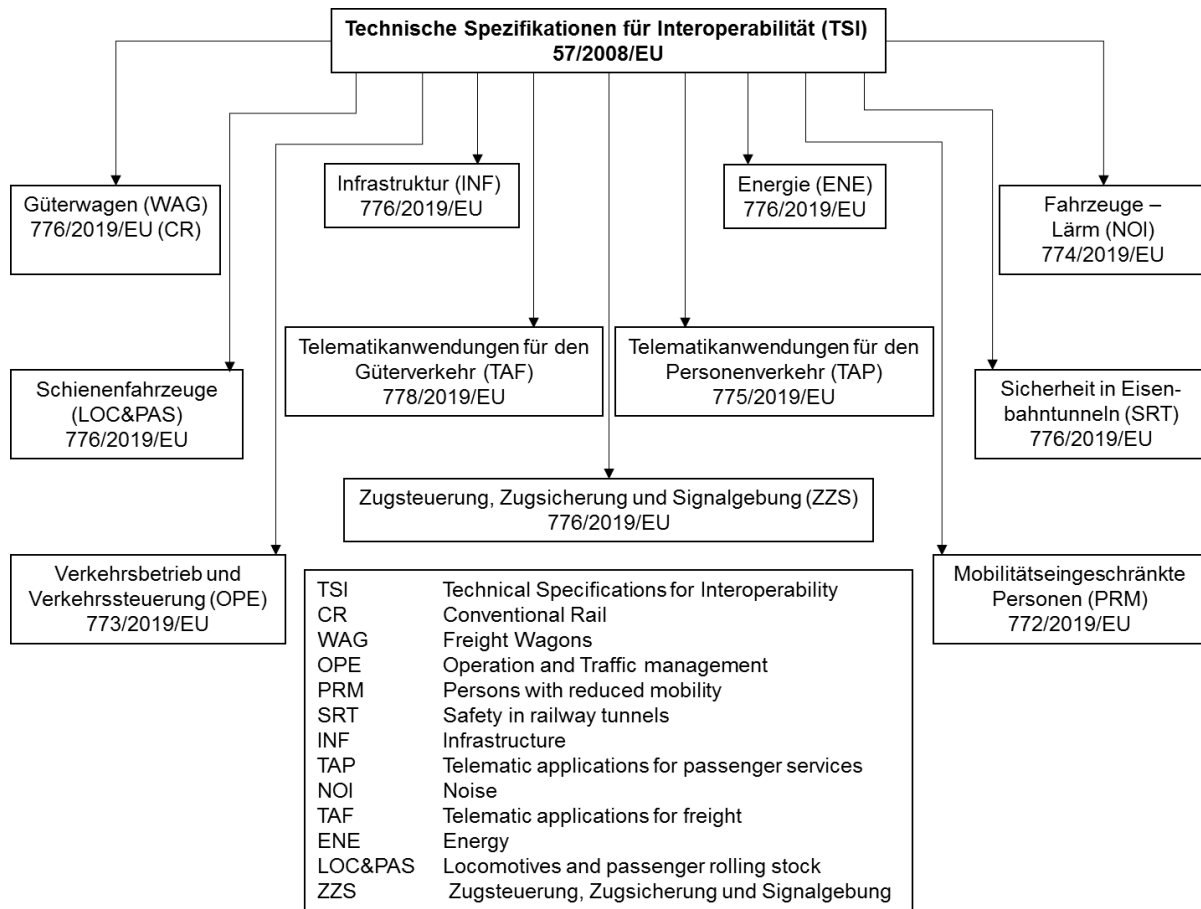 Technische Spezifikationen für Interoperabilität (TSI)
57/2008/EU
Güterwagen (WAG)
776/2019/EU (CR)
Infrastruktur (INF)
776/2019/EU
Energie (ENE)
776/2019/EU
Fahrzeuge –
Lärm (NOI)
774/2019/EU
Schienenfahrzeuge
(LOC&PAS)
776/2019/EU
Telematikanwendungen für den
Güterverkehr (TAF)
778/2019/EU
Telematikanwendungen für den
Personenverkehr (TAP)
775/2019/EU
Sicherheit in Eisen-
bahntunneln (SRT)
776/2019/EU
Zugsteuerung, Zugsicherung und Signalgebung (ZZS)
776/2019/EU
Verkehrsbetrieb und
Verkehrssteuerung (OPE)
773/2019/EU
Mobilitätseingeschränkte
Personen (PRM)
772/2019/EU
TSI Technical Specifications for Interoperability
CR Conventional Rail
WAG Freight Wagons
OPE Operation and Traffic management
PRM Persons with reduced mobility
SRT Safety in railway tunnels
INF Infrastructure
TAP Telematic applications for passenger services
NOI Noise
TAF Telematic applications for freight
ENE Energy
LOC&PAS Locomotives and passenger rolling stock
ZZS Zugsteuerung, Zugsicherung und Signalgebung